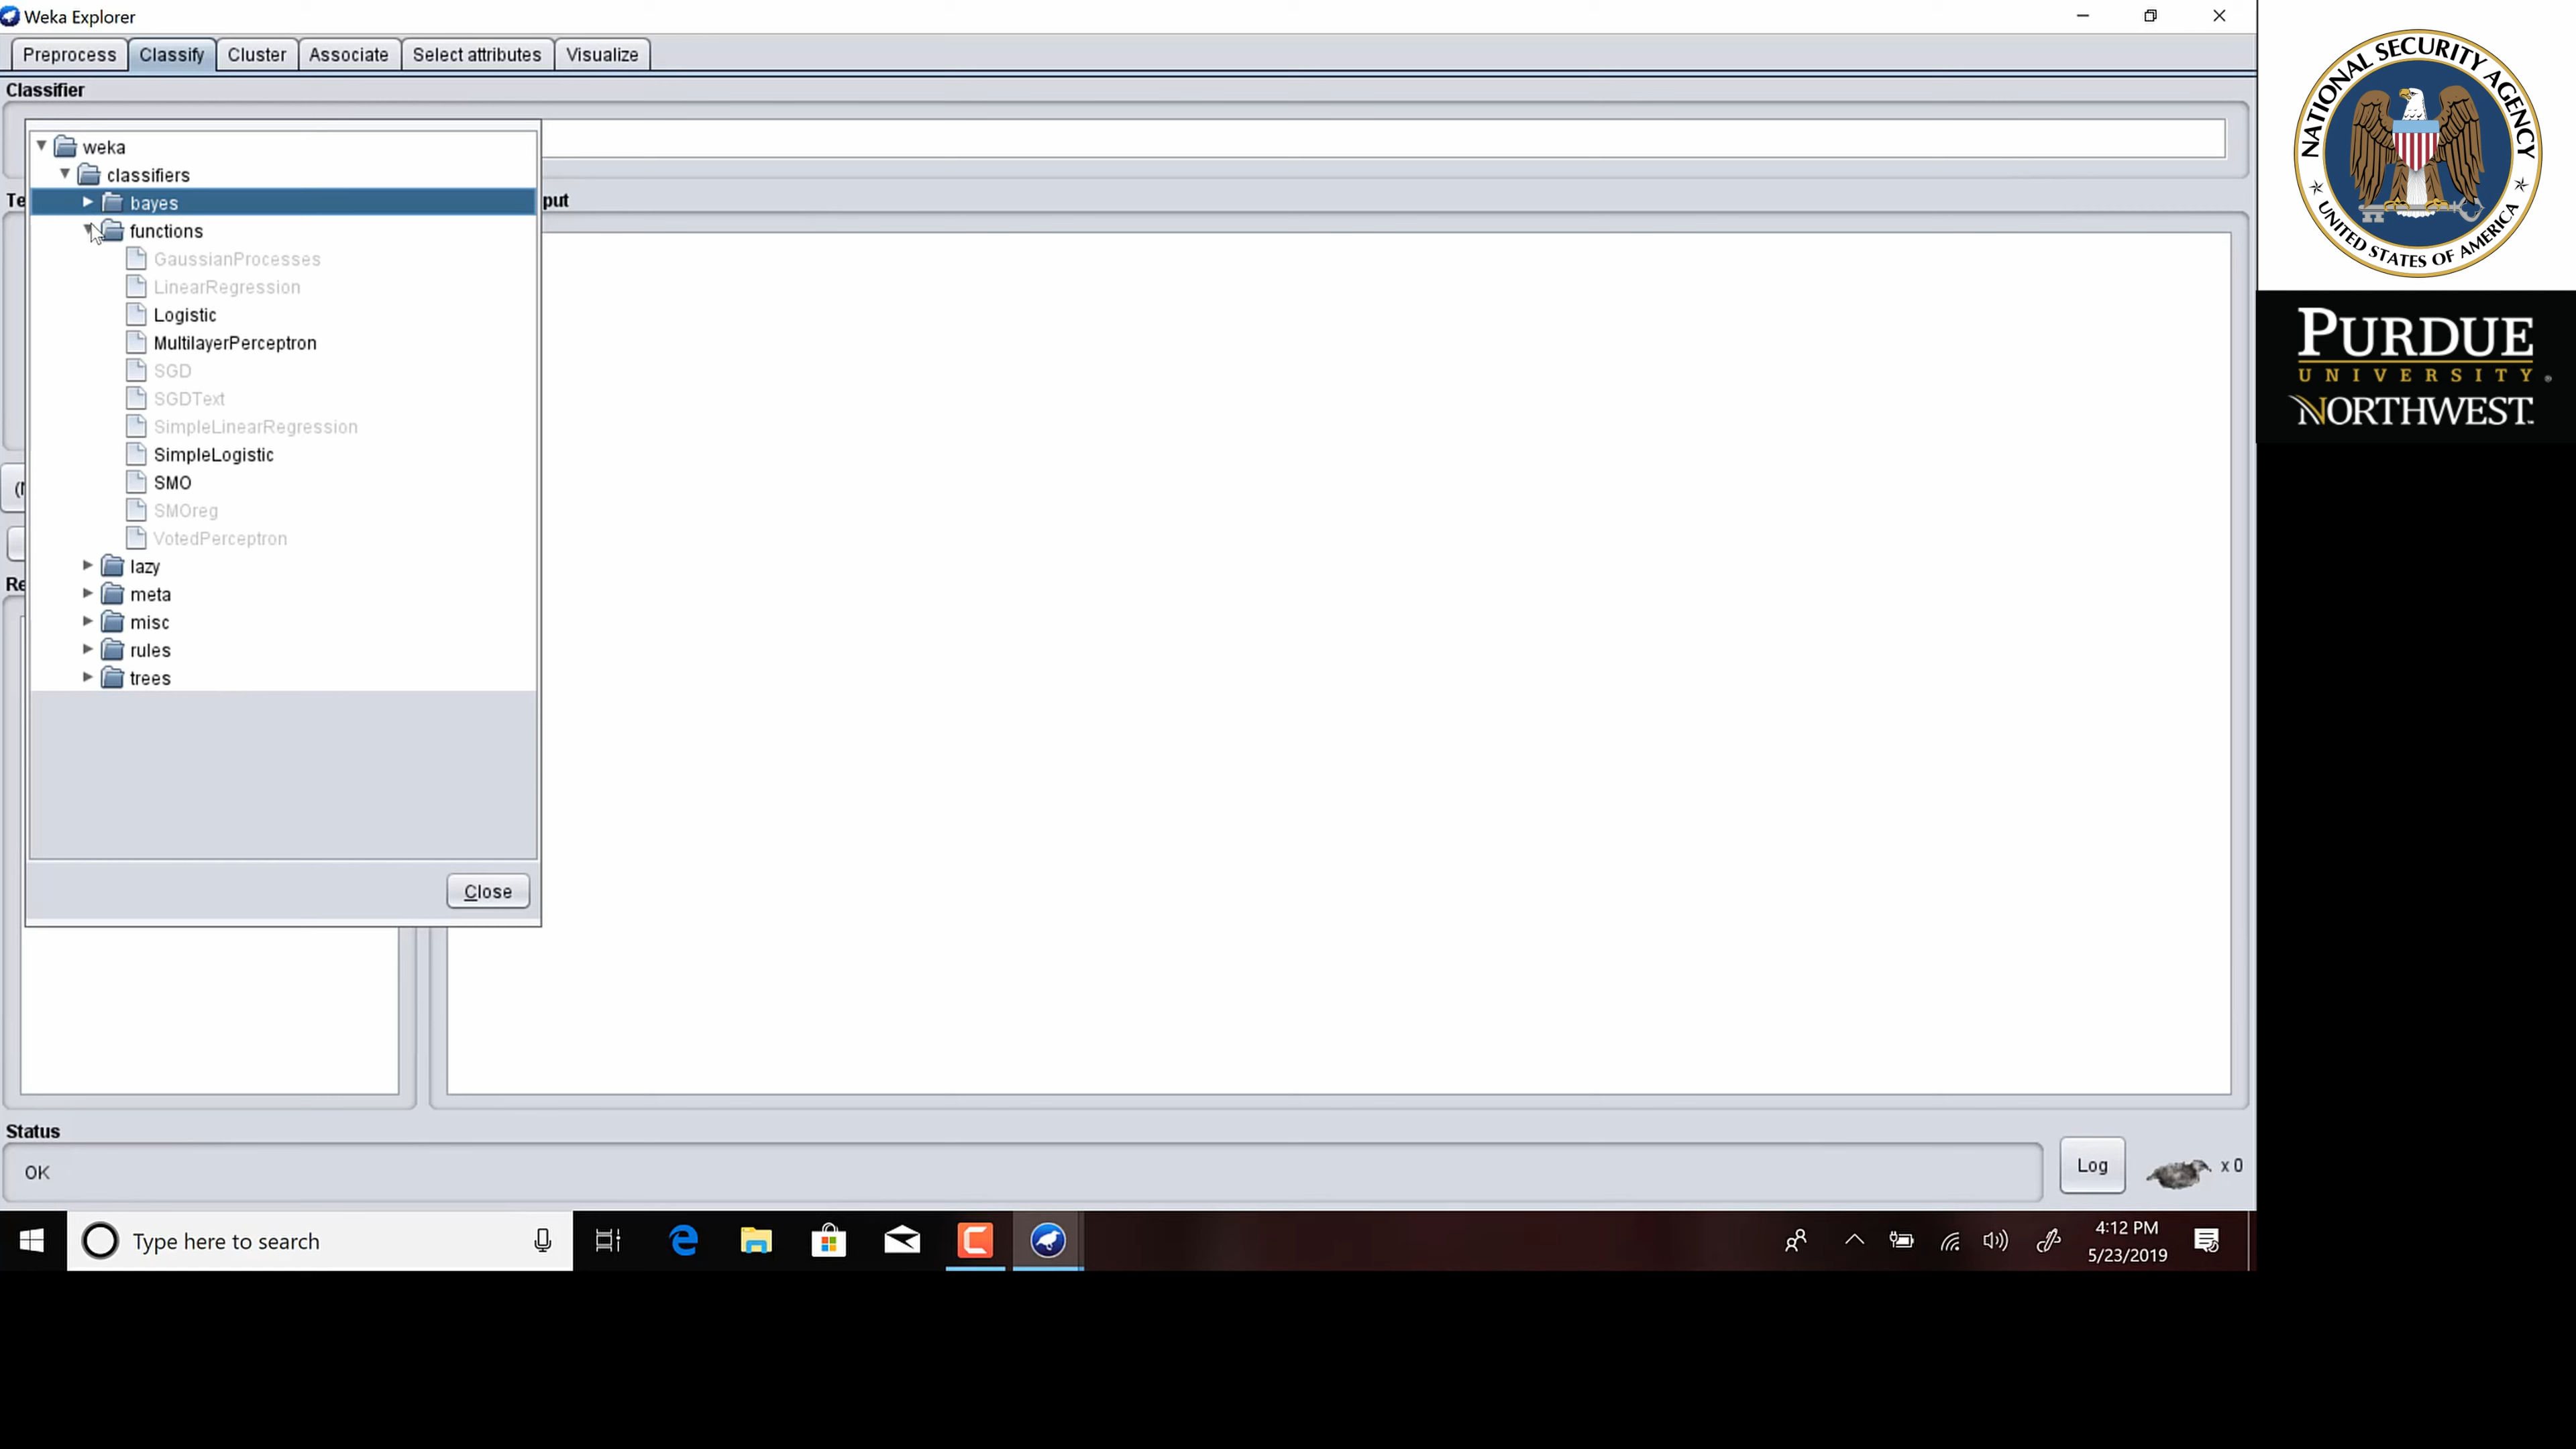 Weka Explorer
Preprocess Classify Cluster Associate Select attributes Visualize
Classifier
weka
classifiers
bayes
functions
GaussianProcesses
LinearRegression
Logistic
MultilayerPerceptron
SGD
SGDText
SimpleLinearRegression
SimpleLogistic
SMO
SMOreg
VotedPerceptron
lazy
meta
misc
rules
trees
Close
Te
put
(N
Re
Status
OK
Log
x 0
Type here to search
4:12 PM
5/23/2019
NATIONAL SECURITY AGENCY
UNITED STATES OF AMERICA
PURDUE
UNIVERSITY®
NORTHWEST™